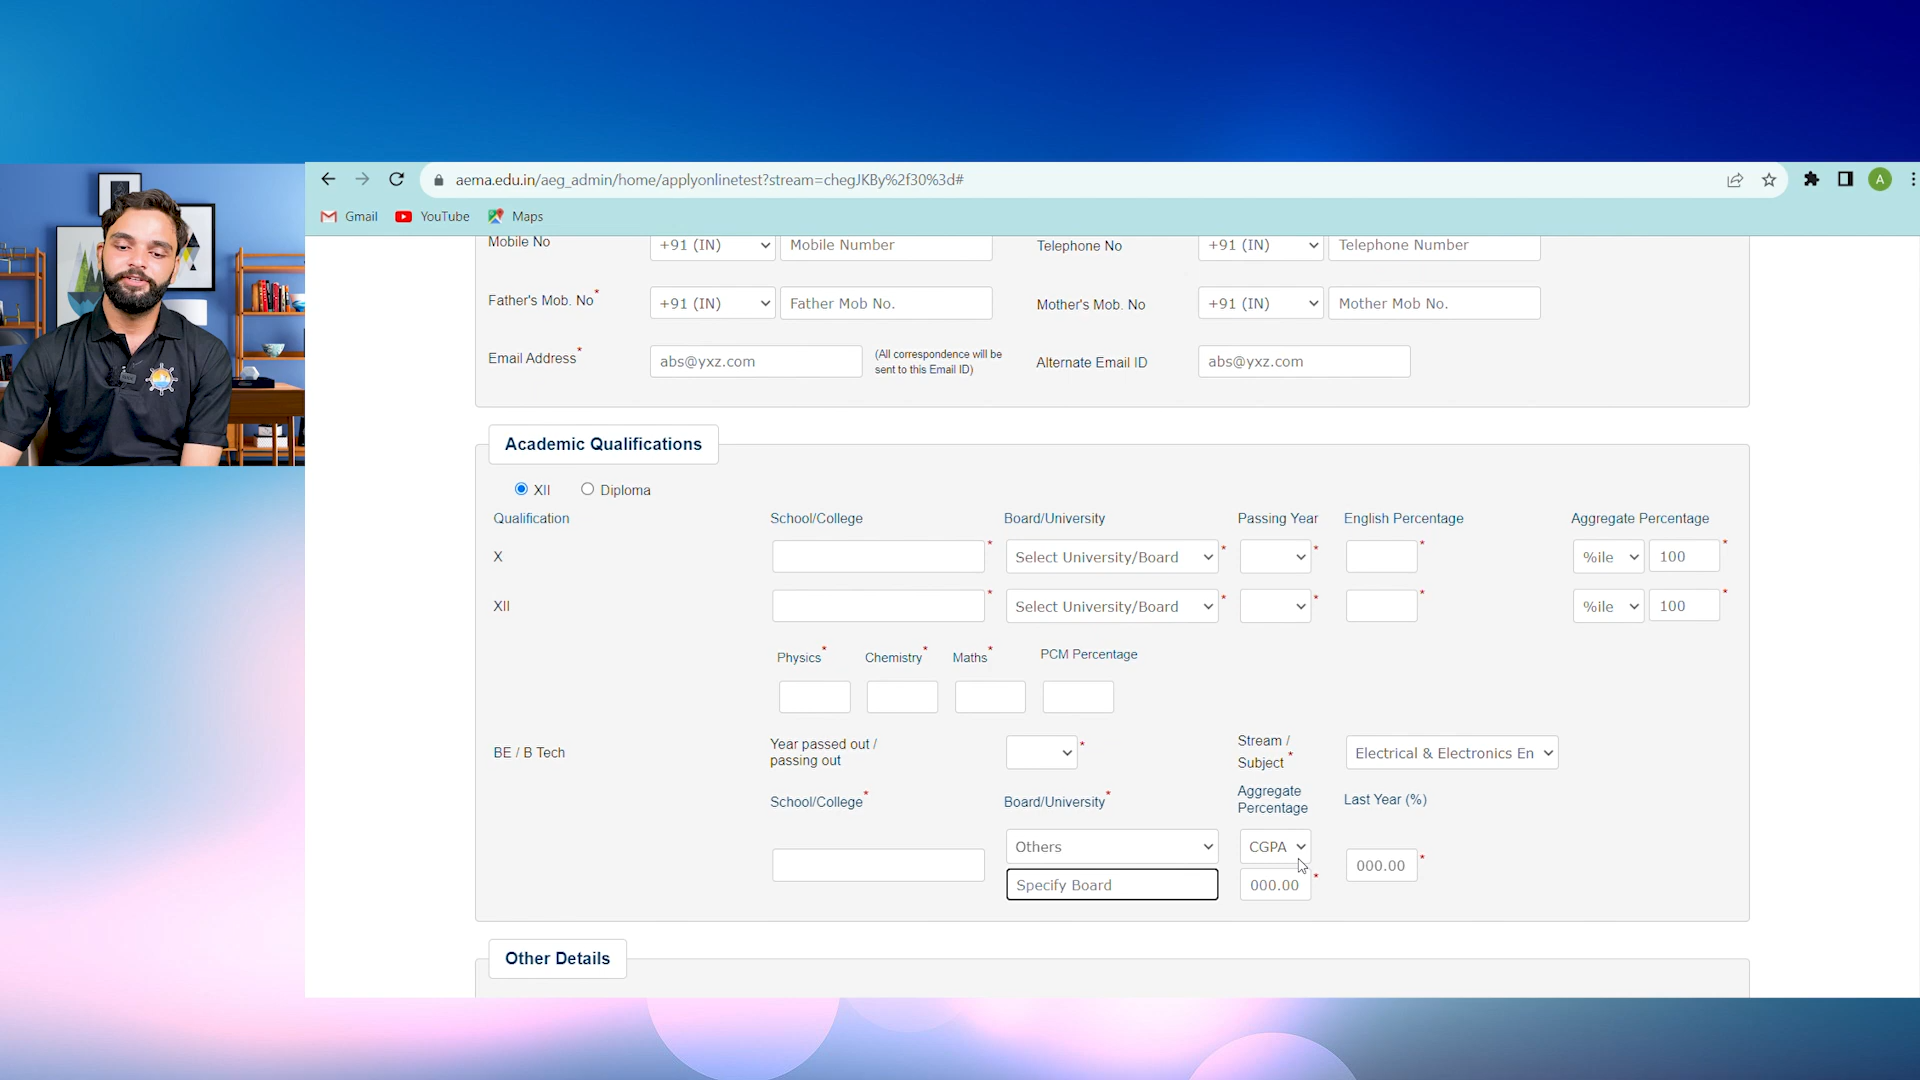 aema.edu.in/aeg_admin/home/applyonlinetest?stream=chegJKBy%2f30%3d#
A
Gmail YouTube Maps
Mobile No +91 (IN) Mobile Number Telephone No +91 (IN) Telephone Number
Father's Mob. No* +91 (IN) Father Mob No. Mother's Mob. No +91 (IN) Mother Mob No.
Email Address* abs@yxz.com (All correspondence will be
sent to this Email ID) Alternate Email ID abs@yxz.com
Academic Qualifications
XII Diploma
Qualification School/College Board/University Passing Year English Percentage Aggregate Percentage
X * Select University/Board * * * %ile 100 *
XII * Select University/Board * * * %ile 100 *
Physics* Chemistry* Maths* PCM Percentage
BE / B Tech Year passed out /
passing out * Stream /
Subject * Electrical & Electronics En
School/College* Board/University* Aggregate
Percentage Last Year (%)
Others CGPA
000.00 *
Specify Board 000.00 *
Other Details